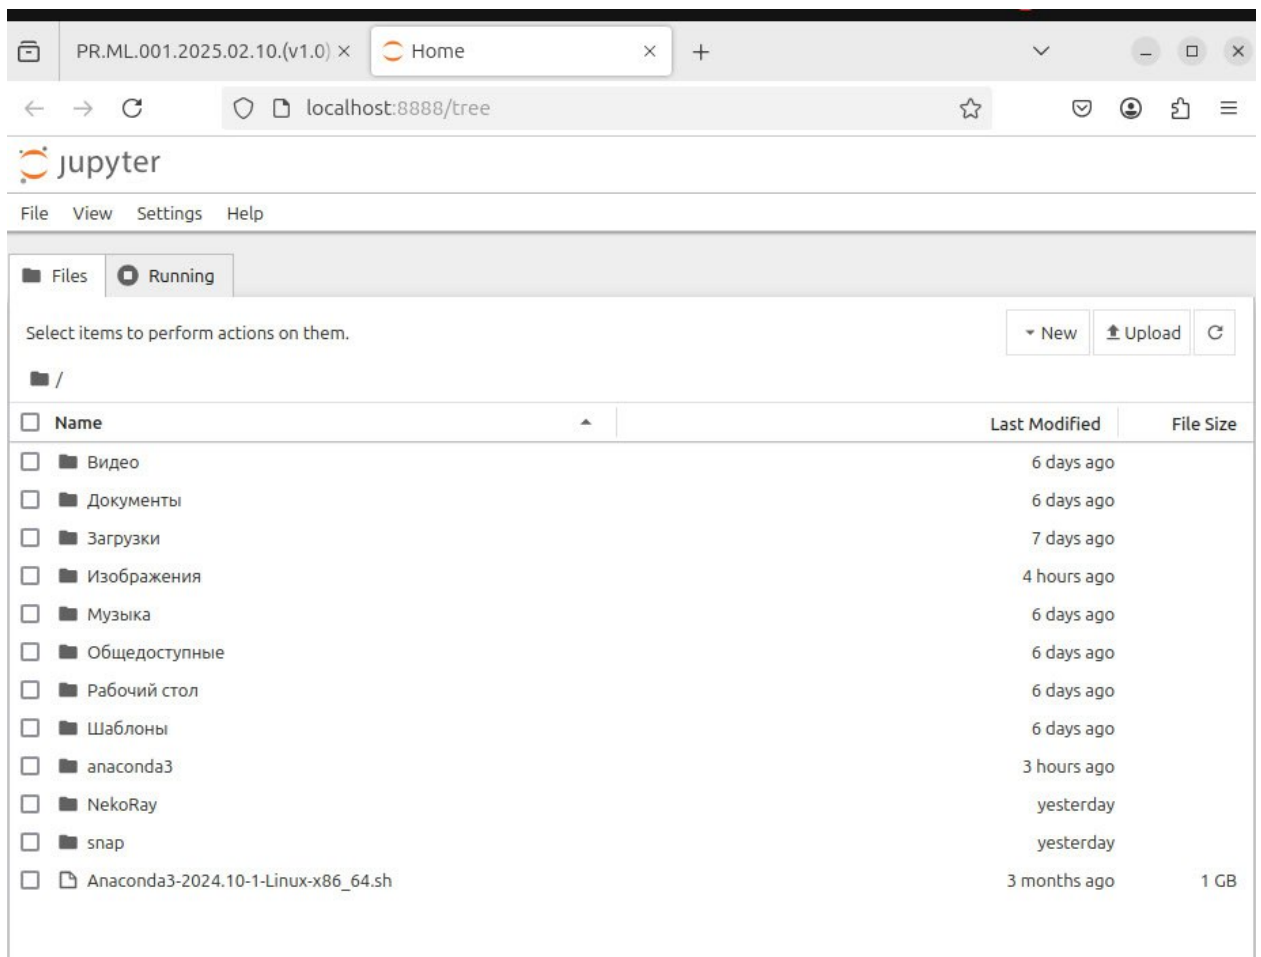 PR.ML.001.2025.02.10.(v1.0) Home
localhost:8888/tree
jupyter
File View Settings Help
Files Running
Select items to perform actions on them. New Upload
/
Name Last Modified File Size
Видео 6 days ago
Документы 6 days ago
Загрузки 7 days ago
Изображения 4 hours ago
Музыка 6 days ago
Общедоступные 6 days ago
Рабочий стол 6 days ago
Шаблоны 6 days ago
anaconda3 3 hours ago
NekoRay yesterday
snap yesterday
Anaconda3-2024.10-1-Linux-x86_64.sh 3 months ago 1 GB